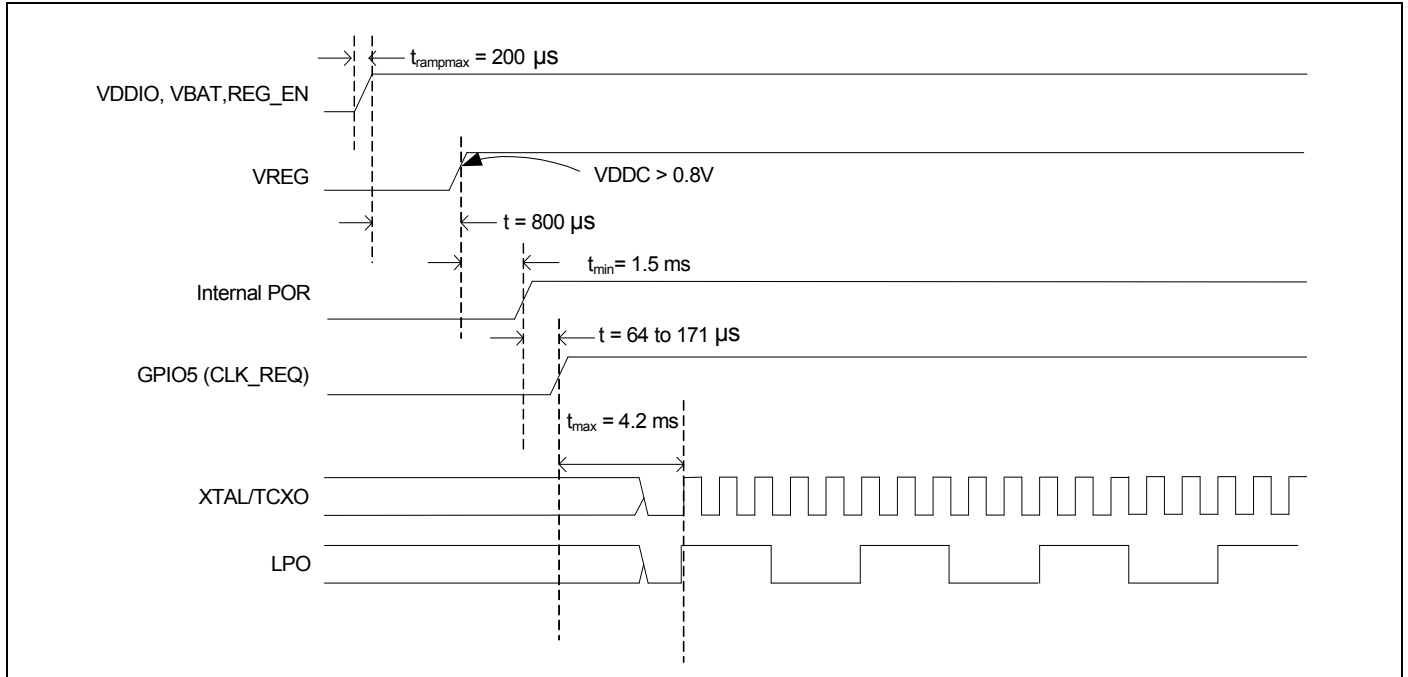 t_rampmax = 200 µs
VDDIO, VBAT,REG_EN
VREG
VDDC > 0.8V
t = 800 µs
t_min= 1.5 ms
Internal POR
t = 64 to 171 µs
GPIO5 (CLK_REQ)
t_max = 4.2 ms
XTAL/TCXO
LPO